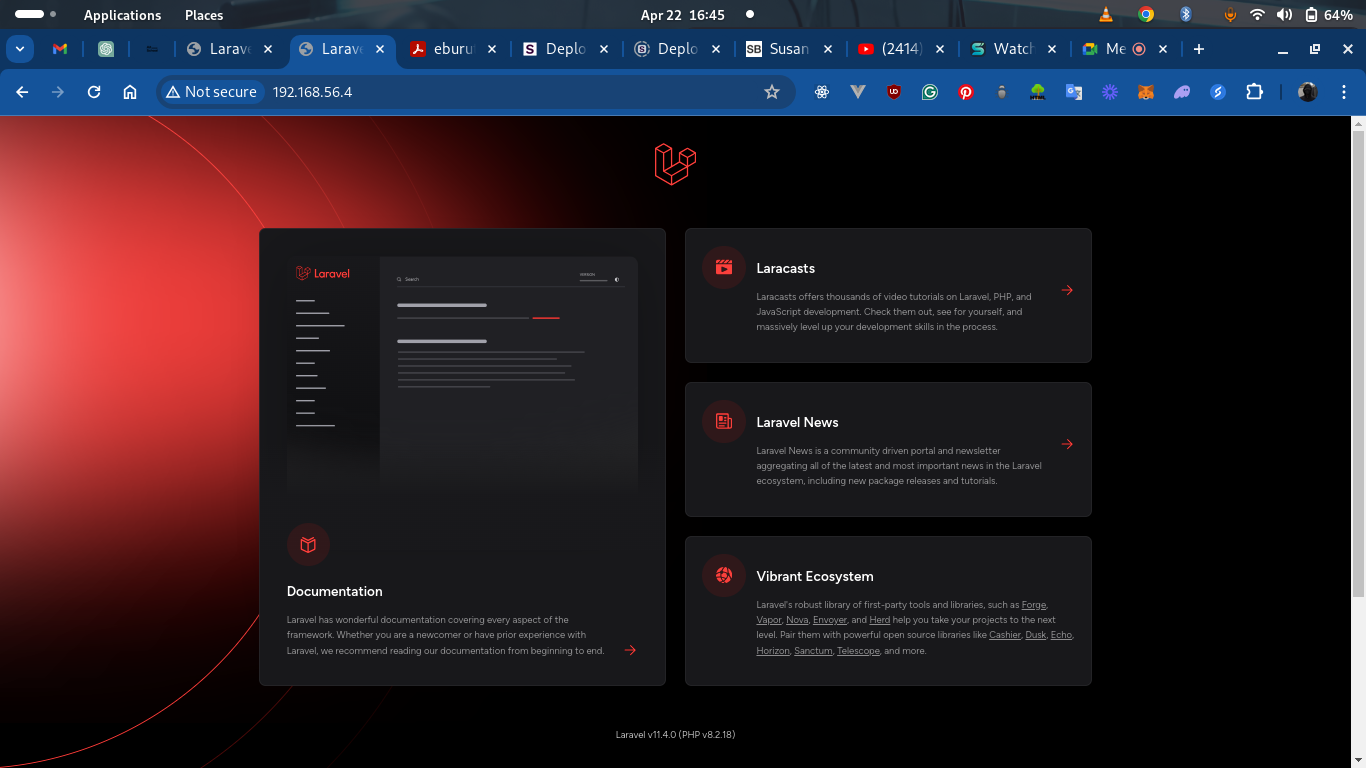 Applications Places Apr 22 16:45 64%
Larav Larave eburu Deplo Deplo SB Susan (2414) Watch Me
Not secure 192.168.56.4
Laravel
Search
Laracasts
Laracasts offers thousands of video tutorials on Laravel, PHP, and
JavaScript development. Check them out, see for yourself, and
massively level up your development skills in the process.
Laravel News
Laravel News is a community driven portal and newsletter
aggregating all of the latest and most important news in the Laravel
ecosystem, including new package releases and tutorials.
Documentation
Laravel has wonderful documentation covering every aspect of the
framework. Whether you are a newcomer or have prior experience with
Laravel, we recommend reading our documentation from beginning to end.
Vibrant Ecosystem
Laravel's robust library of first-party tools and libraries, such as Forge,
Vapor, Nova, Envoyer, and Herd help you take your projects to the next
level. Pair them with powerful open source libraries like Cashier, Dusk, Echo,
Horizon, Sanctum, Telescope, and more.
Laravel v11.4.0 (PHP v8.2.18)